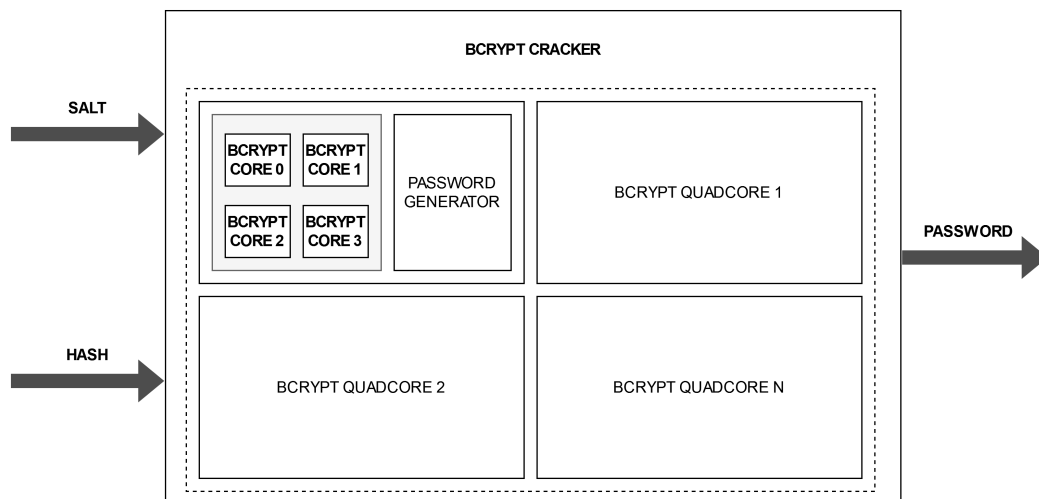 BCRYPT CRACKER
SALT
BCRYPT
CORE 0
BCRYPT
CORE 1
BCRYPT
CORE 2
BCRYPT
CORE 3
PASSWORD
GENERATOR
BCRYPT QUADCORE 1
PASSWORD
HASH
BCRYPT QUADCORE 2
BCRYPT QUADCORE N